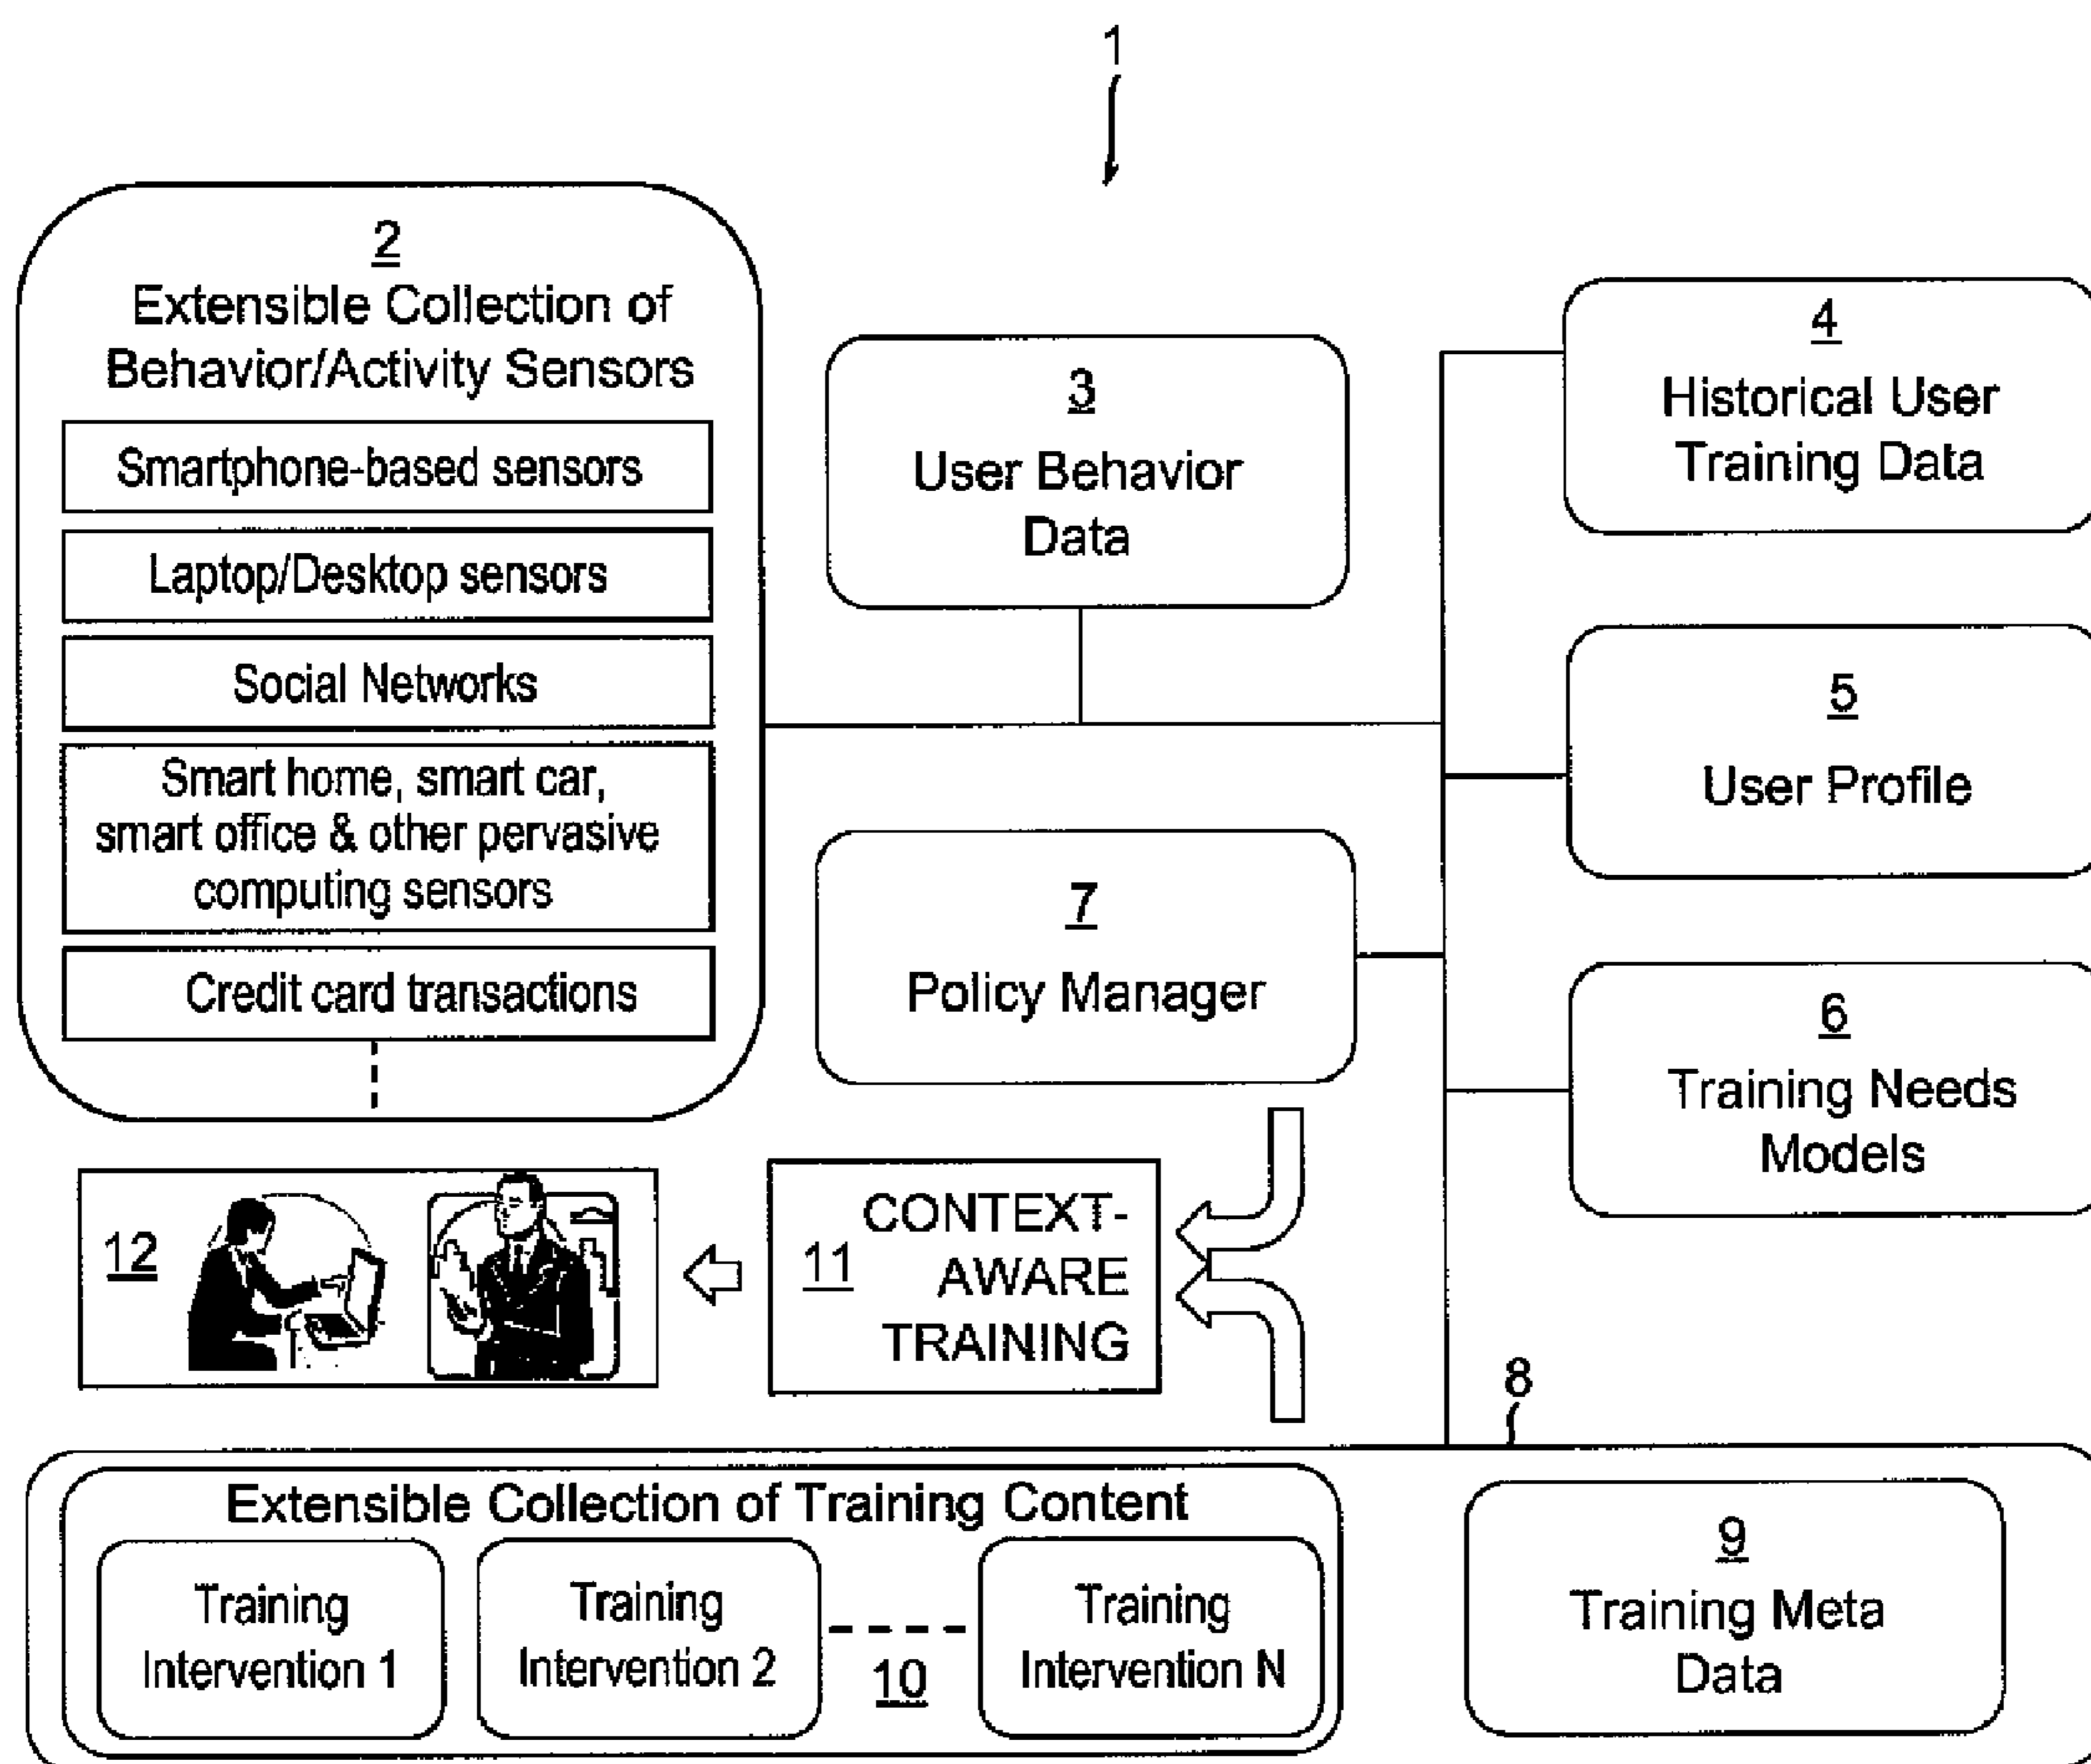 1
2
Extensible Collection of
Behavior/Activity Sensors
Smartphone-based sensors
Laptop/Desktop sensors
Social Networks
Smart home, smart car,
smart office & other pervasive
computing sensors
Credit card transactions
3
User Behavior
Data
4
Historical User
Training Data
5
User Profile
7
Policy Manager
6
Training Needs
Models
12
11
CONTEXT-
AWARE
TRAINING
8
Extensible Collection of Training Content
Training
Intervention 1
Training
Intervention 2
10
Training
Intervention N
9
Training Meta
Data